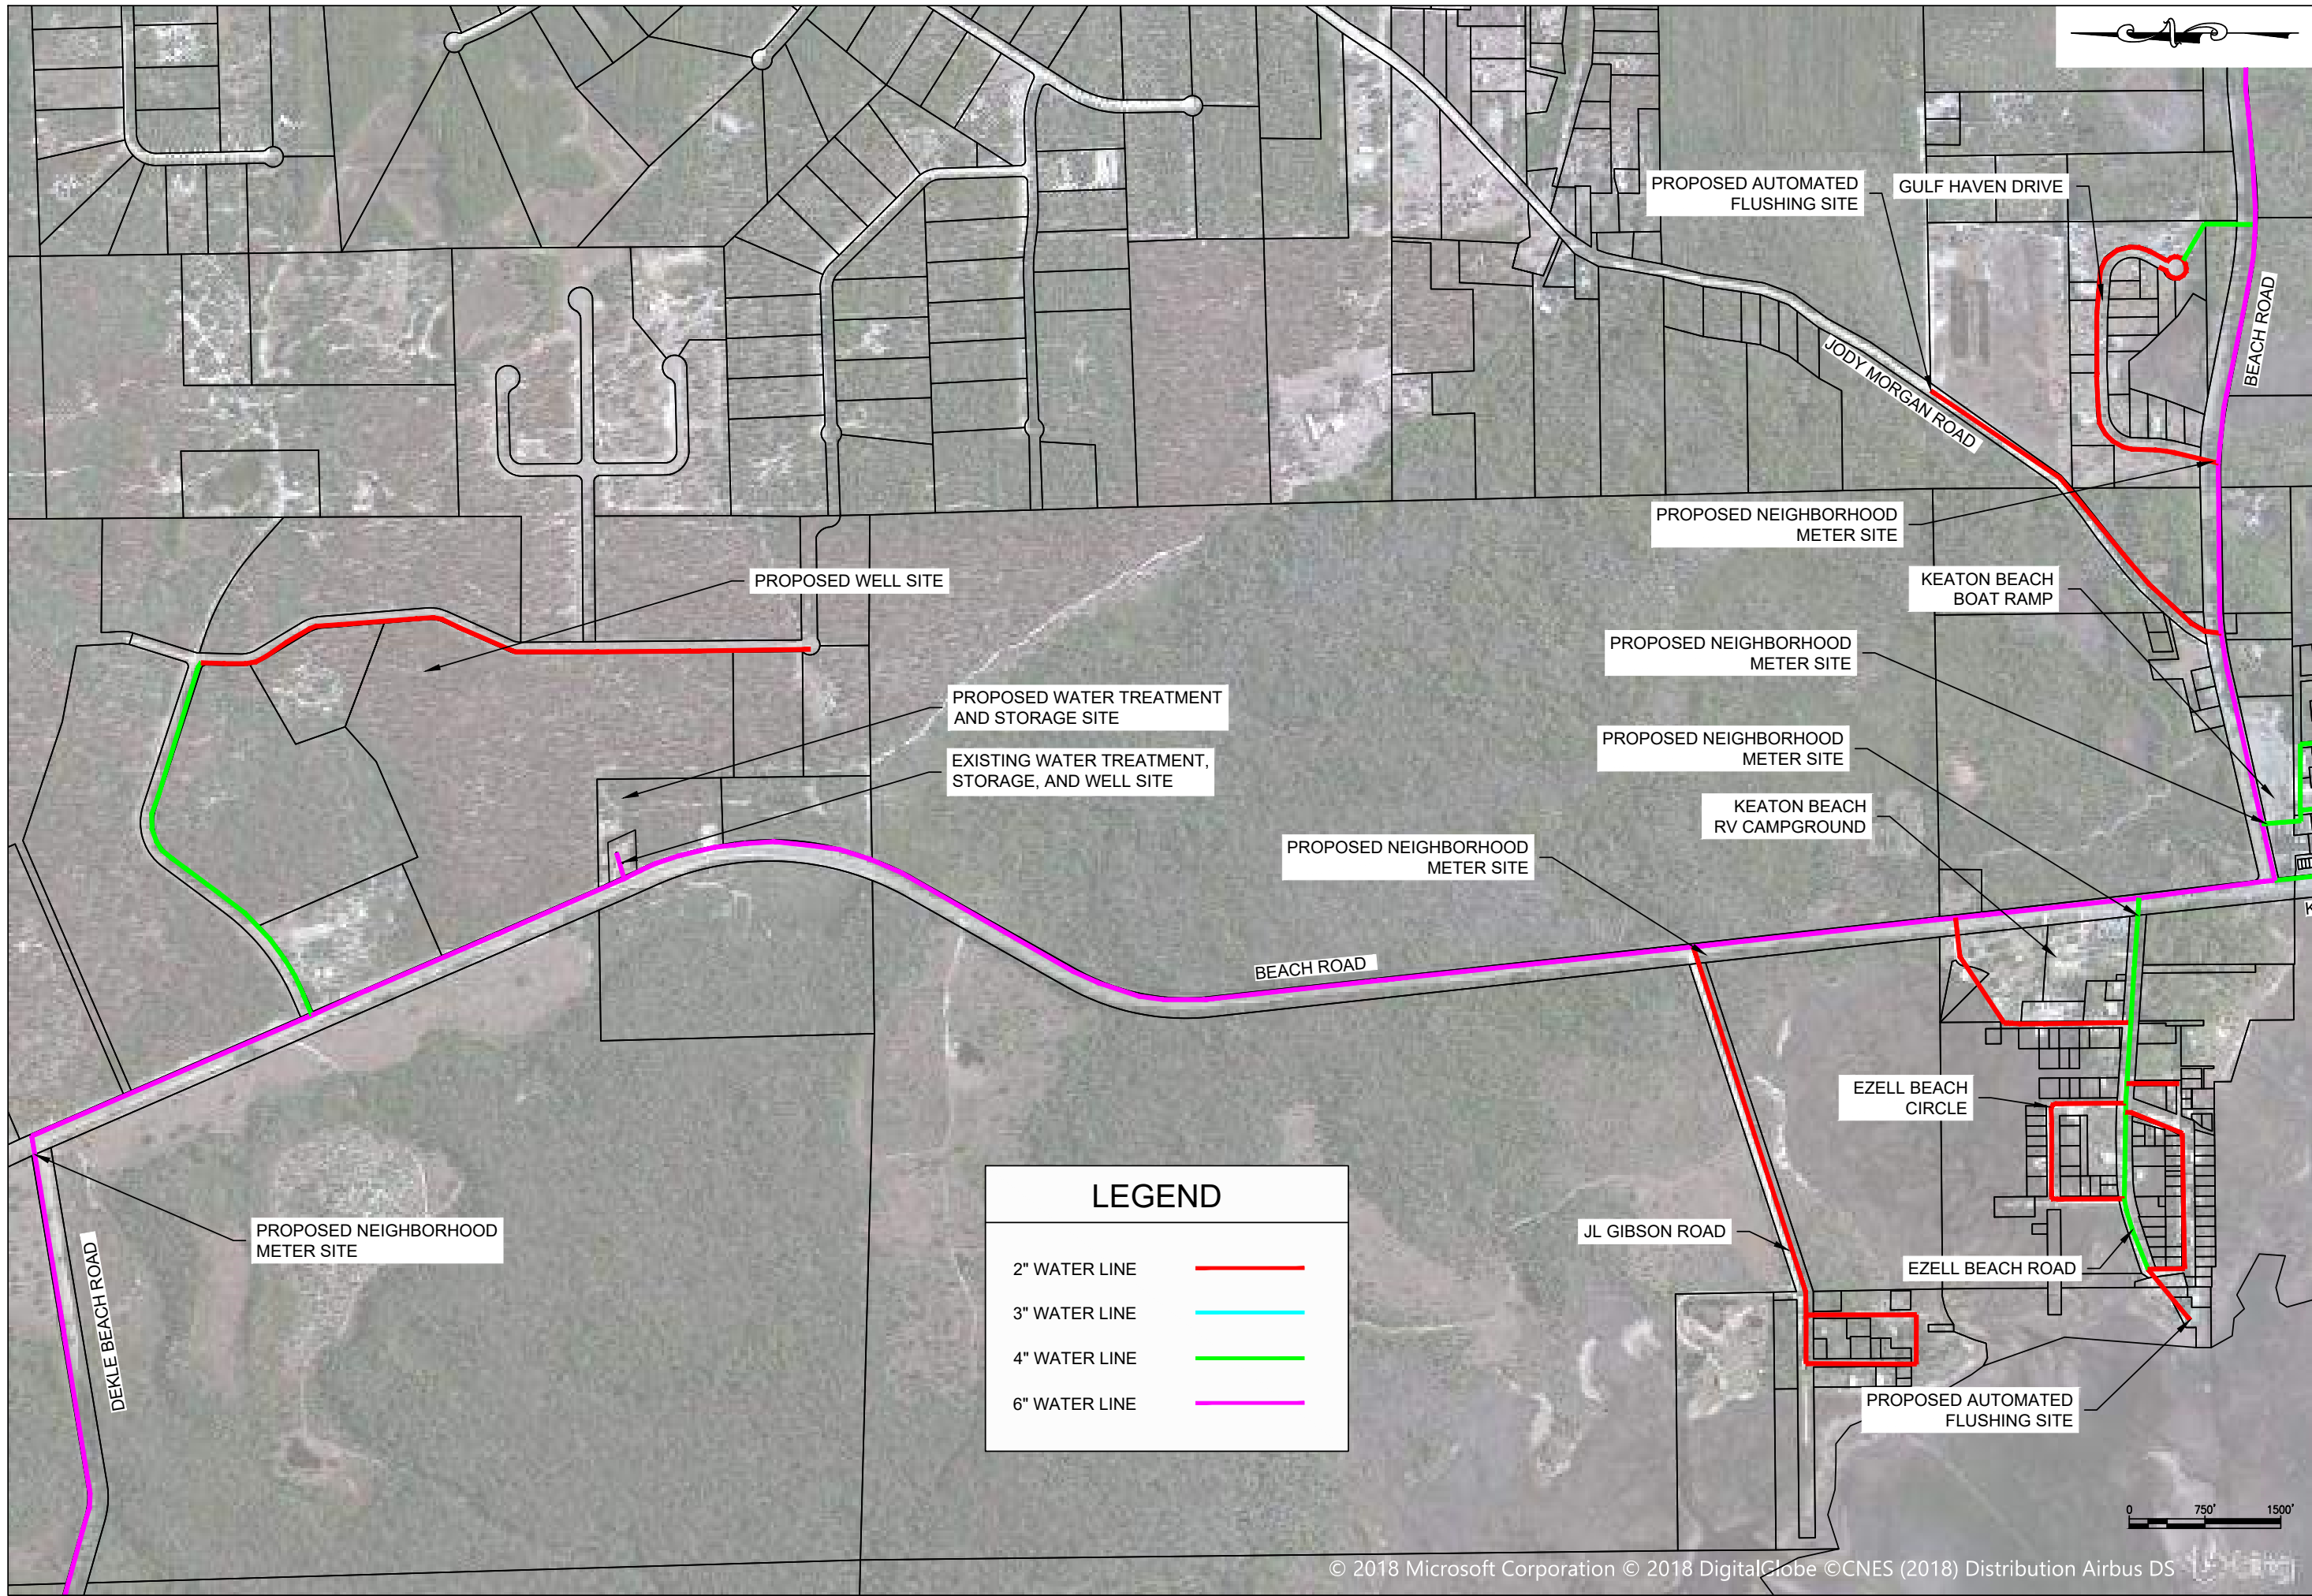 PROPOSED AUTOMATED
FLUSHING SITE
GULF HAVEN DRIVE
BEACH ROAD
JODY MORGAN ROAD
PROPOSED NEIGHBORHOOD
METER SITE
KEATON BEACH
BOAT RAMP
PROPOSED WELL SITE
PROPOSED NEIGHBORHOOD
METER SITE
PROPOSED WATER TREATMENT
AND STORAGE SITE
PROPOSED NEIGHBORHOOD
METER SITE
EXISTING WATER TREATMENT,
STORAGE, AND WELL SITE
KEATON BEACH
RV CAMPGROUND
PROPOSED NEIGHBORHOOD
METER SITE
BEACH ROAD
EZELL BEACH
CIRCLE
PROPOSED NEIGHBORHOOD
METER SITE
DEKLE BEACH ROAD
JL GIBSON ROAD
EZELL BEACH ROAD
LEGEND
2" WATER LINE
3" WATER LINE
4" WATER LINE
6" WATER LINE
PROPOSED AUTOMATED
FLUSHING SITE
0 750' 1500'
© 2018 Microsoft Corporation © 2018 DigitalGlobe ©CNES (2018) Distribution Airbus DS